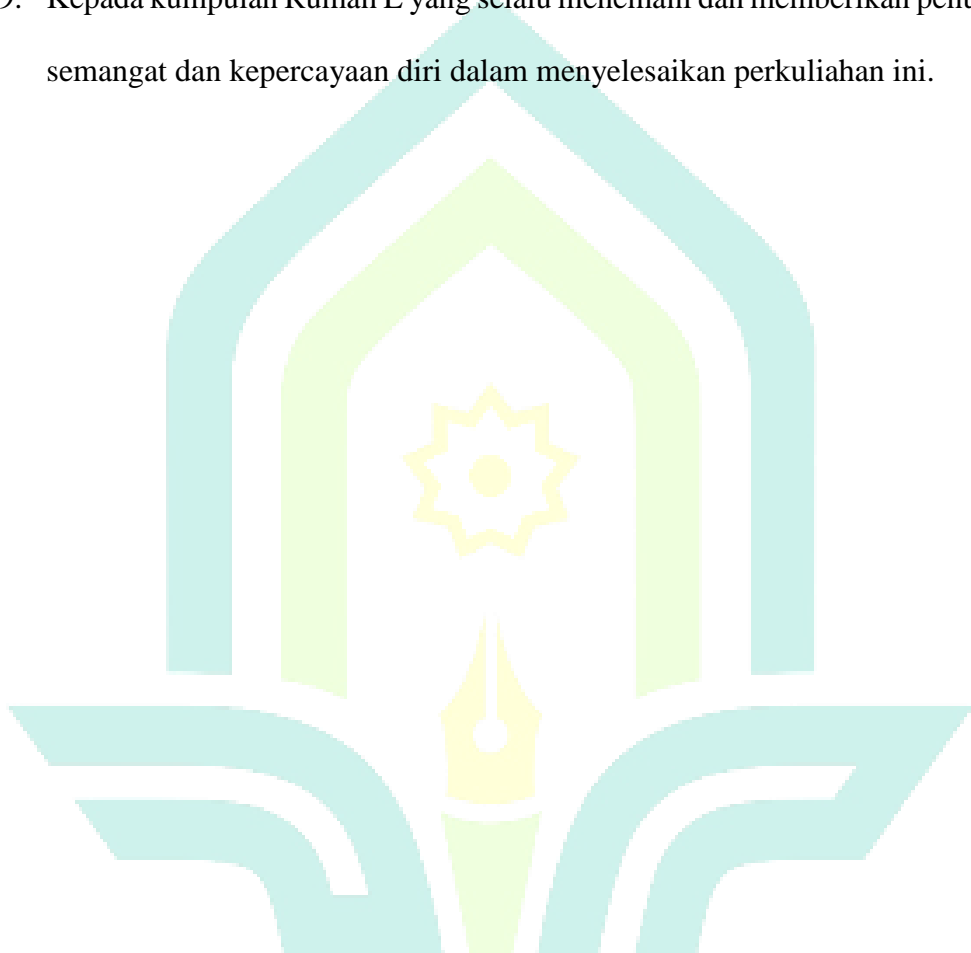 Kepada kumpulan Rumah E yang selalu menemani dan memberikan
semangat dan kepercayaan diri dalam menyelesaikan perkuliahan ini.